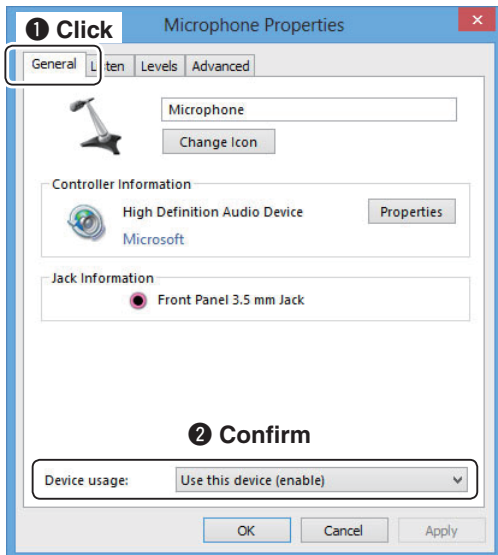 ❶ Click
Microphone Properties
General Listen Levels Advanced
Microphone
Change Icon
Controller Information
High Definition Audio Device
Properties
Microsoft
Jack Information
Front Panel 3.5 mm Jack
❷ Confirm
Device usage: Use this device (enable)
OK Cancel Apply